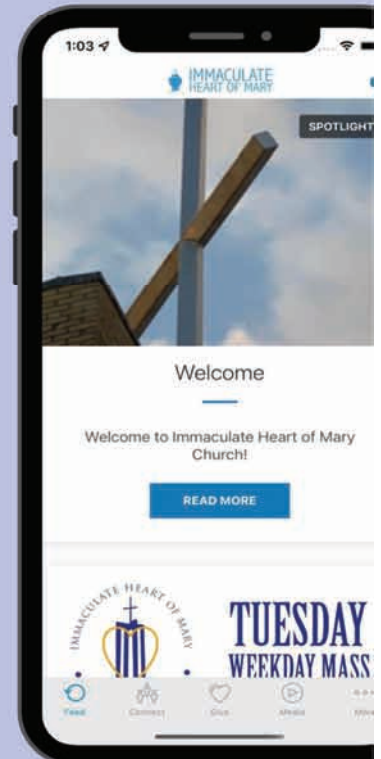 1:03
IMMACULATE
HEART OF MARY
SPOTLIGHT
Welcome
Welcome to Immaculate Heart of Mary
Church!
READ MORE
IMMACULATE HEART OF MARY
TUESDAY
WEEKDAY MASS
Feed
Connect
Give
Media
More